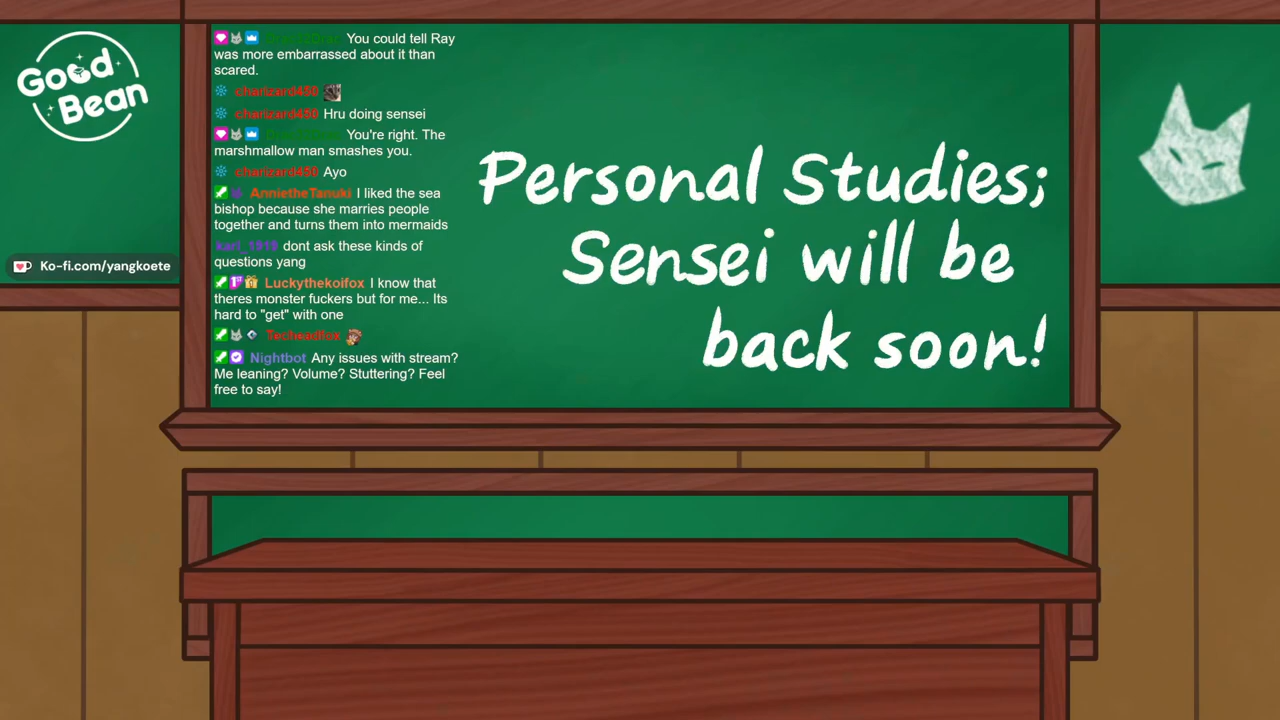 Good
Bean
Ko-fi.com/yangkoete
You could tell Ray
was more embarrassed about it than
scared.
charizard450
charizard450 Hru doing sensei
You're right. The
marshmallow man smashes you.
charizard450 Ayo
AnnietheTanuki I liked the sea
bishop because she marries people
together and turns them into mermaids
karl_1919 dont ask these kinds of
questions yang
Luckythekoifox I know that
theres monster fuckers but for me... Its
hard to "get" with one
Techeadfox
Nightbot Any issues with stream?
Me leaning? Volume? Stuttering? Feel
free to say!
Personal Studies;
Sensei will be
back soon!